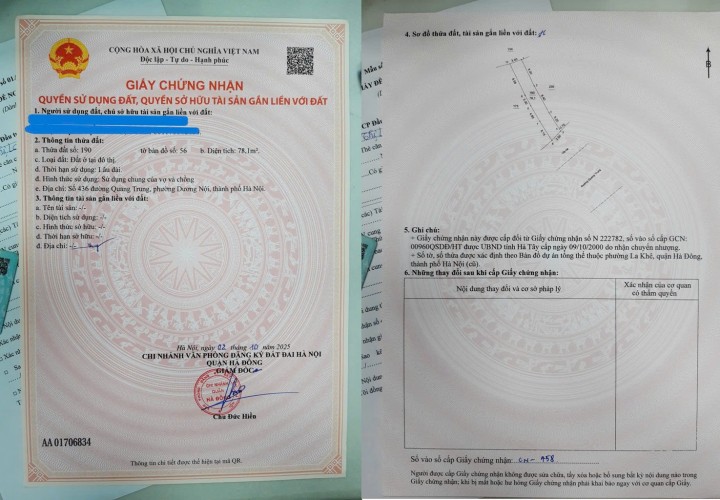 CỘNG HÒA XÃ HỘI CHỦ NGHĨA VIỆT NAM
Độc lập - Tự do - Hạnh phúc
GIẤY CHỨNG NHẬN
QUYỀN SỬ DỤNG ĐẤT, QUYỀN SỞ HỮU TÀI SẢN GẮN LIỀN VỚI ĐẤT
1. Người sử dụng đất, chủ sở hữu tài sản gắn liền với đất:
2. Thông tin thửa đất:
a. Thửa đất số: 190 tờ bản đồ số: 56 b. Diện tích: 78,1m².
c. Loại đất: Đất ở tại đô thị.
d. Thời hạn sử dụng: Lâu dài
đ. Hình thức sử dụng: Sử dụng chung của vợ và chồng
e. Địa chỉ: Số 436 đường Quang Trung, phường Dương Nội, thành phố Hà Nội.
3. Thông tin tài sản gắn liền với đất:
a. Tên tài sản: -/-
b. Diện tích sử dụng: -/-
c. Hình thức sở hữu: -/-
d. Thời hạn sở hữu: -/-
đ. Địa chỉ: -/-
Hà Nội, ngày 02 tháng 10 năm 2025
CHI NHÁNH VĂN PHÒNG ĐĂNG KÝ ĐẤT ĐAI HÀ NỘI
QUẬN HÀ ĐÔNG
GIÁM ĐỐC
CHI NHÁNH
QUẬN
HÀ ĐÔNG
Chu Đức Hiển
AA 01706834
Thông tin chi tiết được thể hiện tại mã QR.
4. Sơ đồ thửa đất, tài sản gắn liền với đất:
B
5. Ghi chú:
+ Giấy chứng nhận này được cấp đổi từ Giấy chứng nhận số N 222782, số vào sổ cấp GCN:
00960QSDĐ/HT được UBND tỉnh Hà Tây cấp ngày 09/10/2000 do nhận chuyển nhượng.
+ Số tờ, số thửa được xác định theo Bản đồ dự án tổng thể thuộc phường La Khê, quận Hà Đông,
thành phố Hà Nội (cũ).
6. Những thay đổi sau khi cấp Giấy chứng nhận:
Nội dung thay đổi và cơ sở pháp lý
Xác nhận của cơ quan
có thẩm quyền
Số vào sổ cấp Giấy chứng nhận: CH- 958
Người được cấp Giấy chứng nhận không được sửa chữa, tẩy xóa hoặc bổ sung bất kỳ nội dung nào trong
Giấy chứng nhận; khi bị mất hoặc hư hỏng Giấy chứng nhận phải khai báo ngay với cơ quan cấp Giấy.